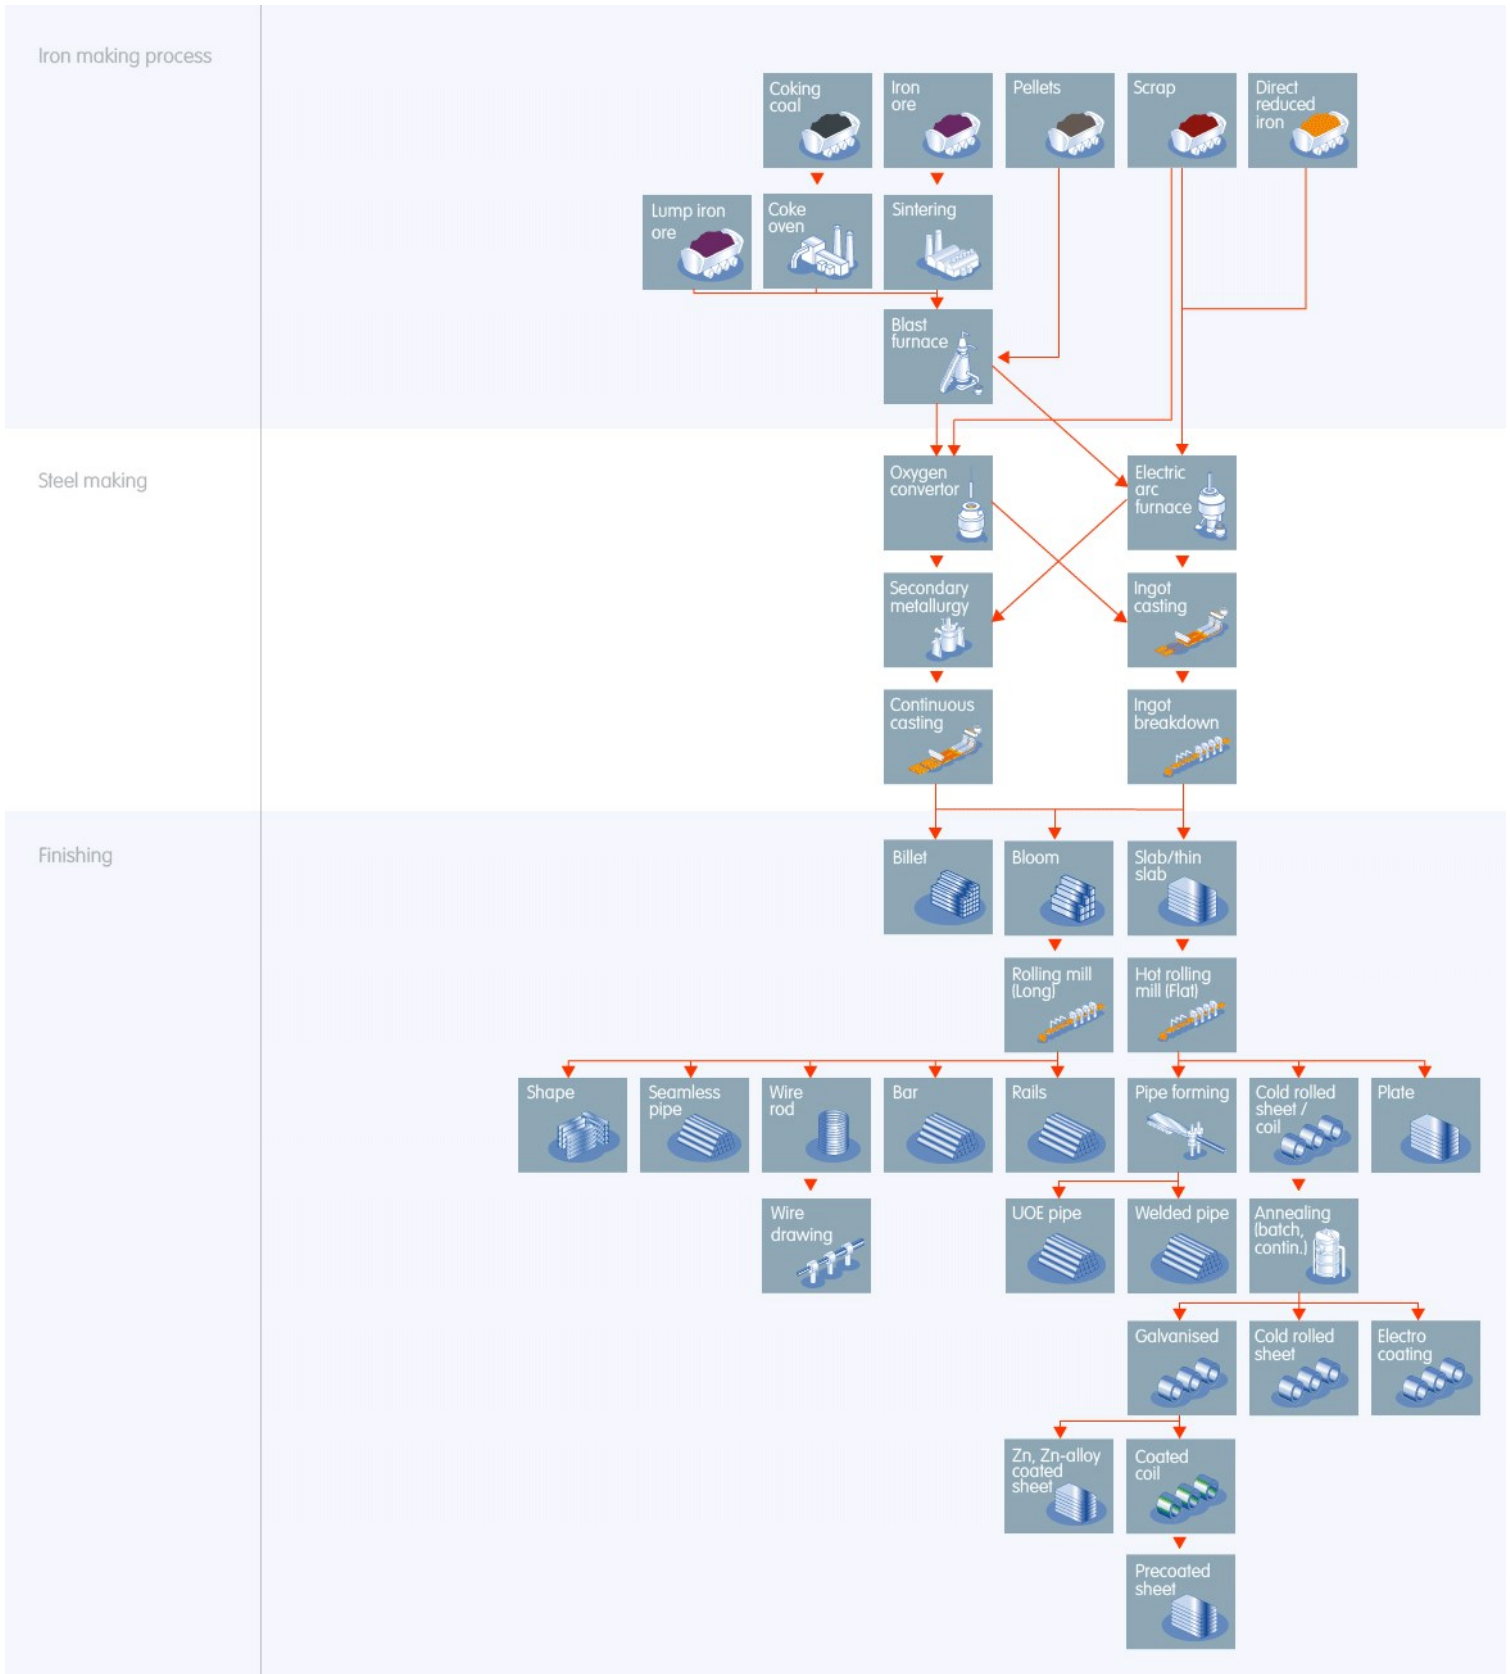 Iron making process
Coking
coal
Iron
ore
Pellets
Scrap
Direct
reduced
iron
Lump iron
ore
Coke
oven
Sintering
Blast
furnace
Steel making
Oxygen
convertor
Electric
arc
furnace
Secondary
metallurgy
Ingot
casting
Continuous
casting
Ingot
breakdown
Finishing
Billet
Bloom
Slab/thin
slab
Rolling mill
(Long)
Hot rolling
mill (Flat)
Shape
Seamless
pipe
Wire
rod
Bar
Rails
Pipe forming
Cold rolled
sheet /
coil
Plate
Wire
drawing
UOE pipe
Welded pipe
Annealing
(batch,
contin.)
Galvanised
Cold rolled
sheet
Electro
coating
Zn, Zn-alloy
coated
sheet
Coated
coil
Precoated
sheet